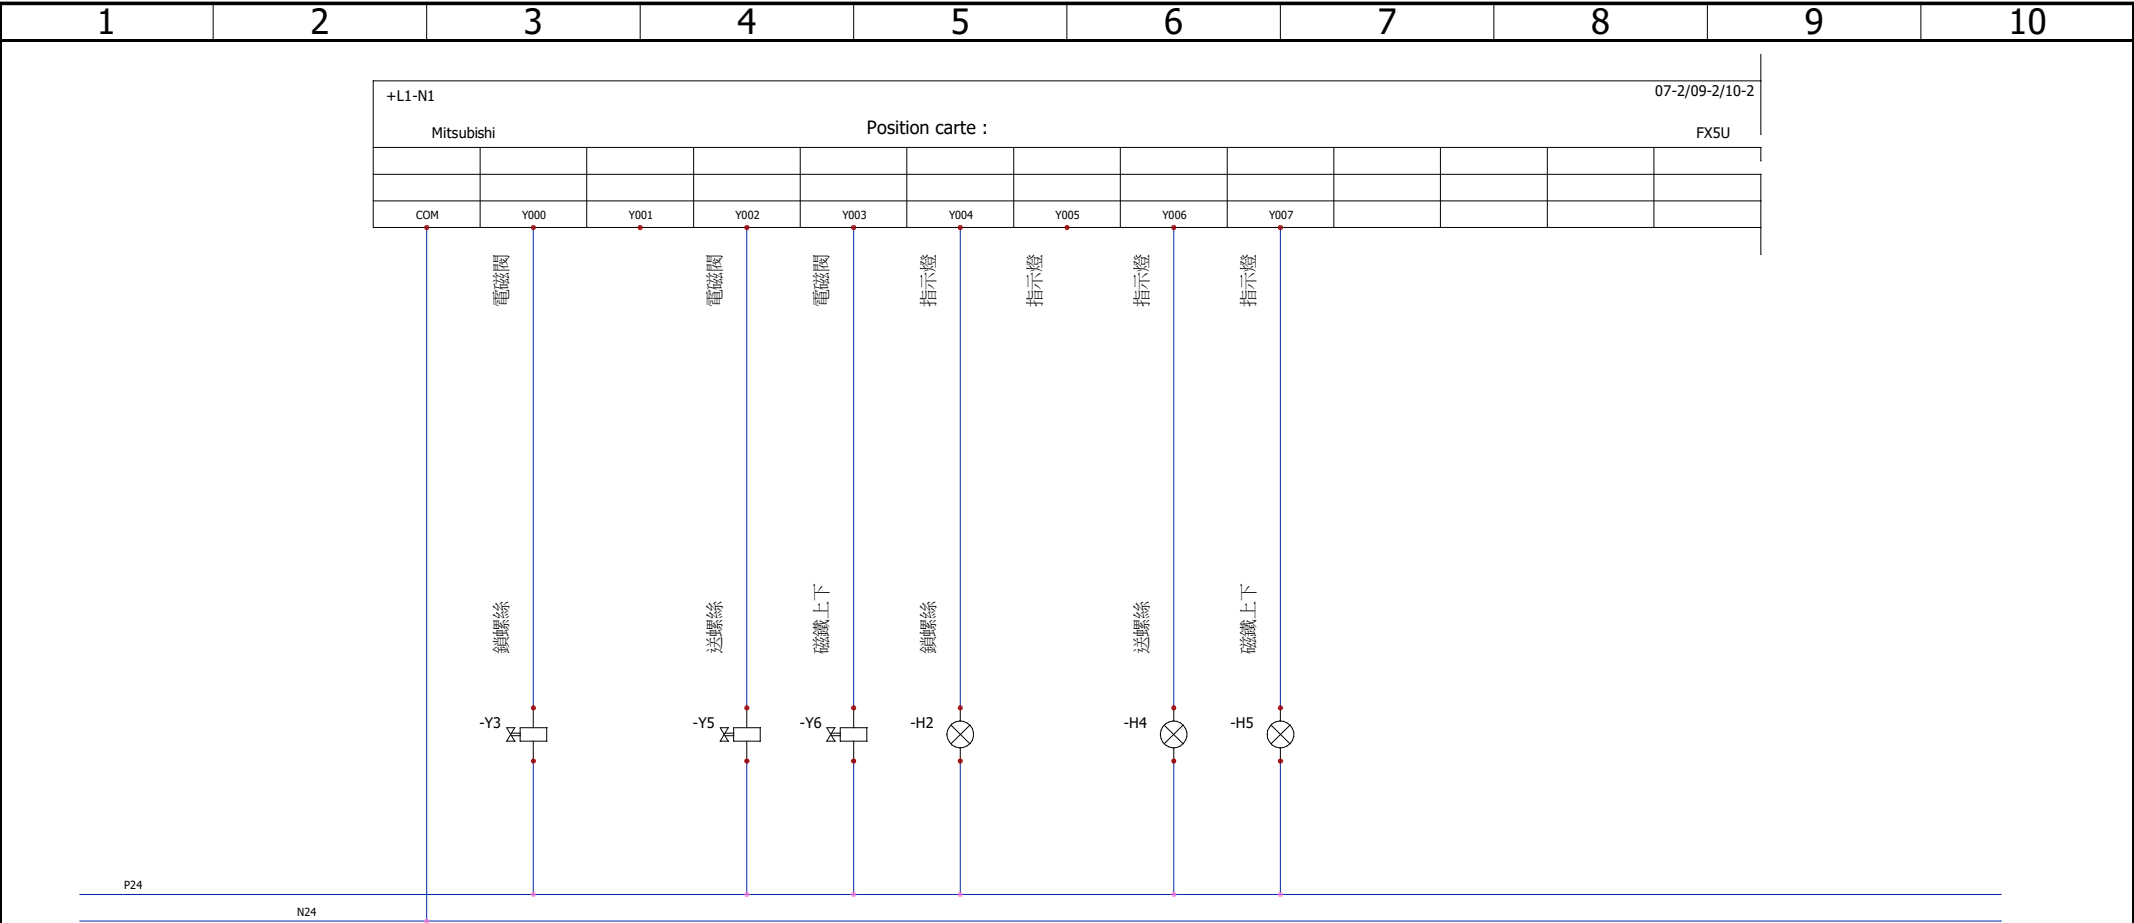 1 2 3 4 5 6 7 8 9 10
+L1-N1 07-2/09-2/10-2
Mitsubishi Position carte : FX5U
COM Y000 Y001 Y002 Y003 Y004 Y005 Y006 Y007
電磁閥
電磁閥
電磁閥
指示燈
指示燈
指示燈
指示燈
鎖螺絲
送螺絲
磁鐵上下
鎖螺絲
送螺絲
磁鐵上下
-Y3 -Y5 -Y6 -H2 -H4 -H5
P24
N24